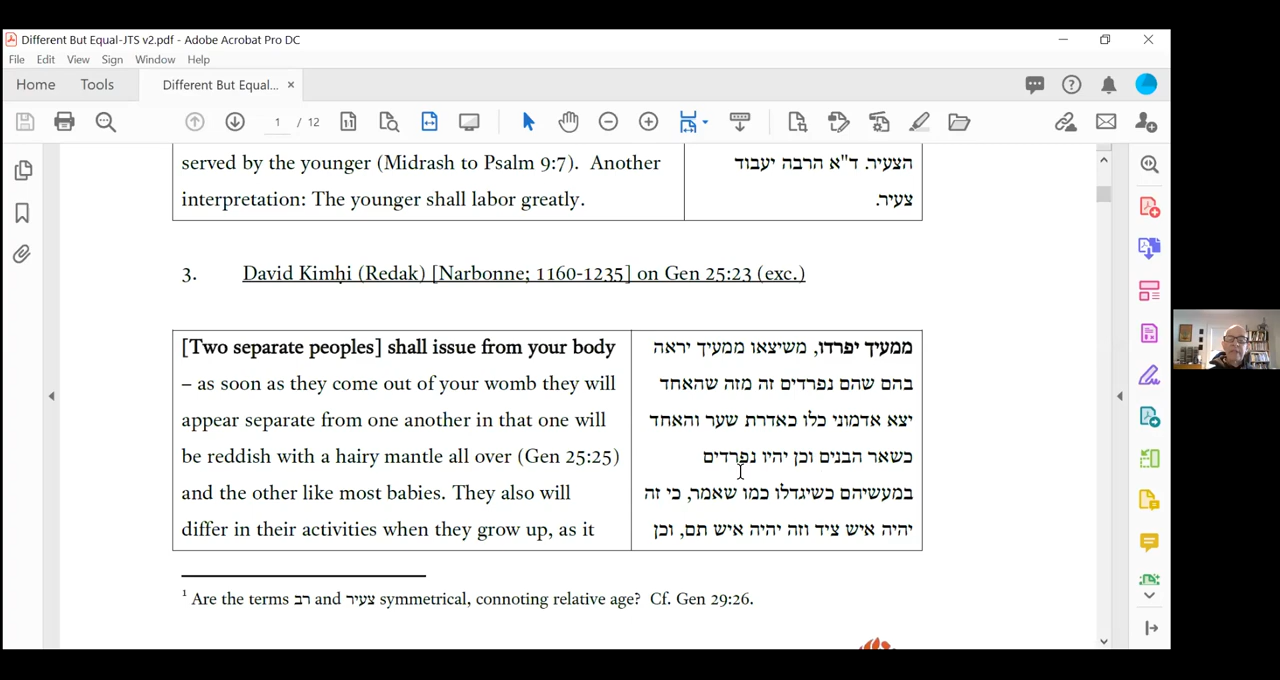 Different But Equal-JTS v2.pdf - Adobe Acrobat Pro DC
File Edit View Sign Window Help
Home Tools Different But Equal... ×
1 / 12
served by the younger (Midrash to Psalm 9:7). Another
interpretation: The younger shall labor greatly.
הצעיר. ד"א הרבה יעבוד
צעיר.
3. David Kimḥi (Redak) [Narbonne; 1160-1235] on Gen 25:23 (exc.)
[Two separate peoples] shall issue from your body
– as soon as they come out of your womb they will
appear separate from one another in that one will
be reddish with a hairy mantle all over (Gen 25:25)
and the other like most babies. They also will
differ in their activities when they grow up, as it
ממעיך יפרדו, משיצאו ממעיך יראה
בהם שהם נפרדים זה מזה שהאחד
יצא אדמוני כלו כאדרת שער והאחד
כשאר הבנים וכן יהיו נפרדים
במעשיהם כשיגדלו כמו שאמר, כי זה
יהיה איש ציד וזה יהיה איש תם, וכן
1 Are the terms רב and צעיר symmetrical, connoting relative age? Cf. Gen 29:26.